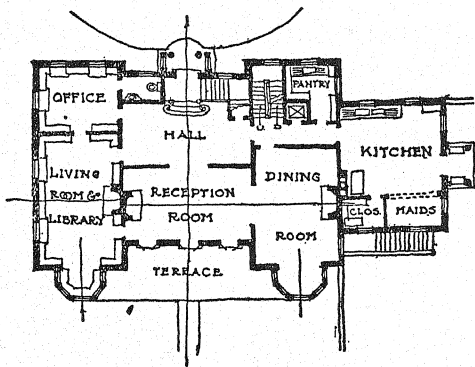 OFFICE
PANTRY
HALL
KITCHEN
LIVING
ROOM &
LIBRARY
RECEPTION
ROOM
DINING
ROOM
CLOS.
MAIDS
TERRACE